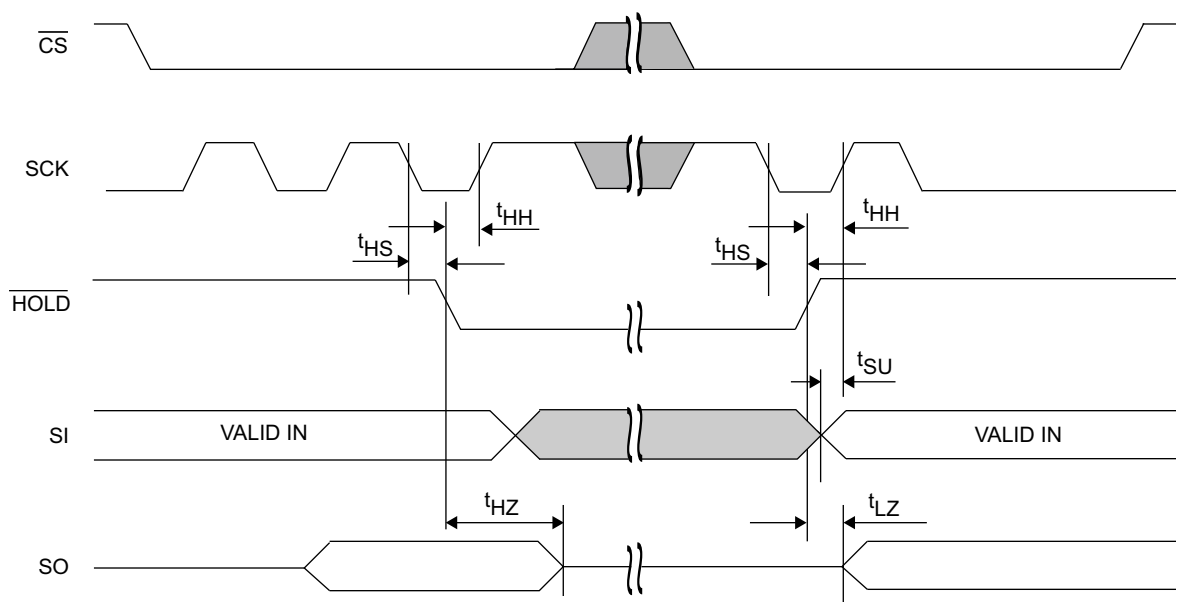 CS
SCK
tHH
tHH
tHS
tHS
HOLD
tSU
SI
VALID IN
VALID IN
tHZ
tLZ
SO